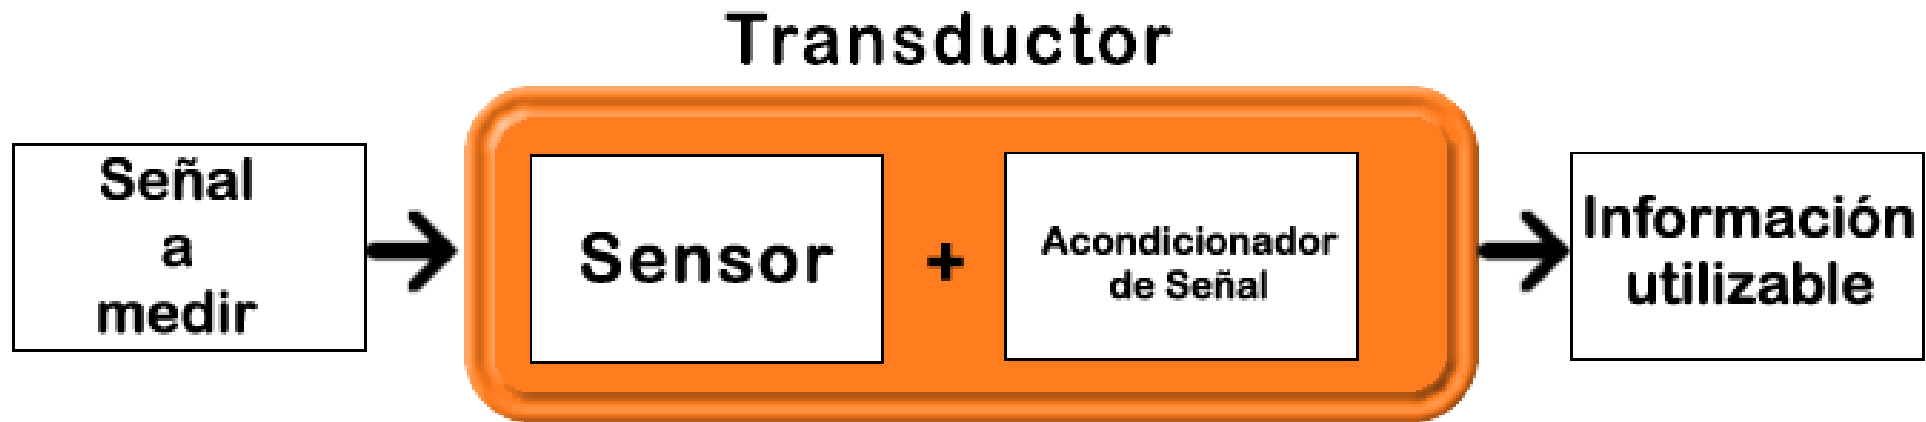 Transductor
Señal
a
medir
Sensor
+
Acondicionador
de Señal
Información
utilizable